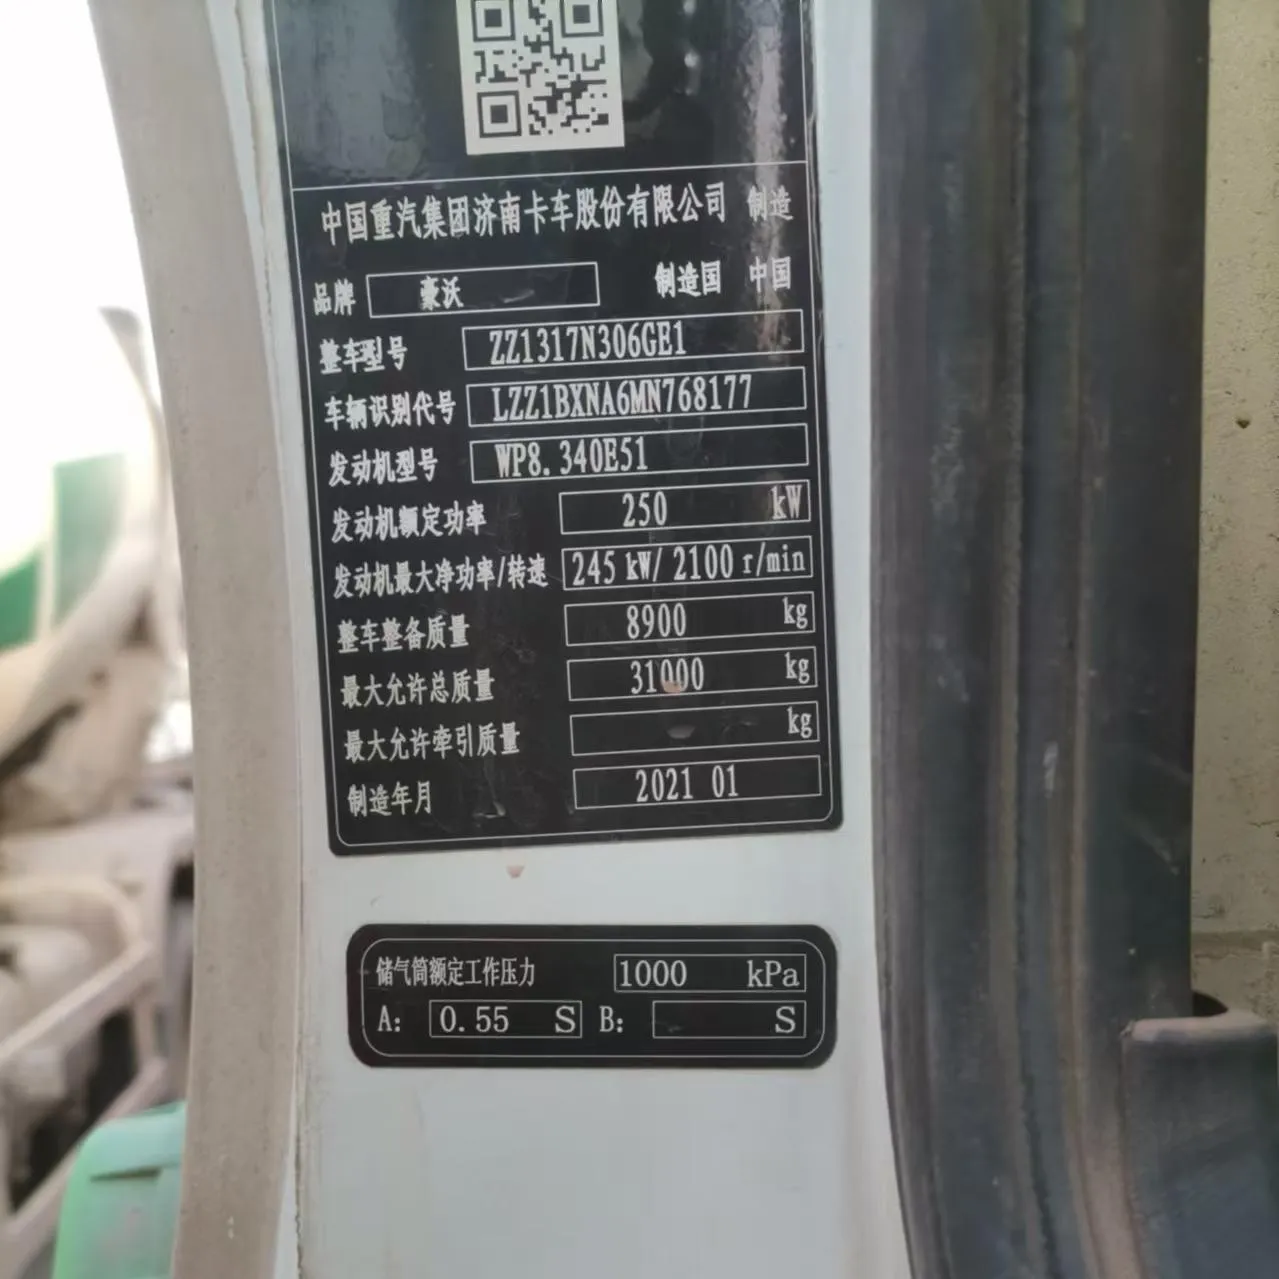 中国重汽集团济南卡车股份有限公司 制造
品牌 豪沃 制造国 中国
整车型号 ZZ1317N306GE1
车辆识别代号 LZZ1BXNA6MN768177
发动机型号 WP8.340E51
发动机额定功率 250 kW
发动机最大净功率/转速 245 kW/ 2100 r/min
整车整备质量 8900 kg
最大允许总质量 31000 kg
最大允许牵引质量 kg
制造年月 2021 01
储气筒额定工作压力 1000 kPa
A: 0.55 S B: S